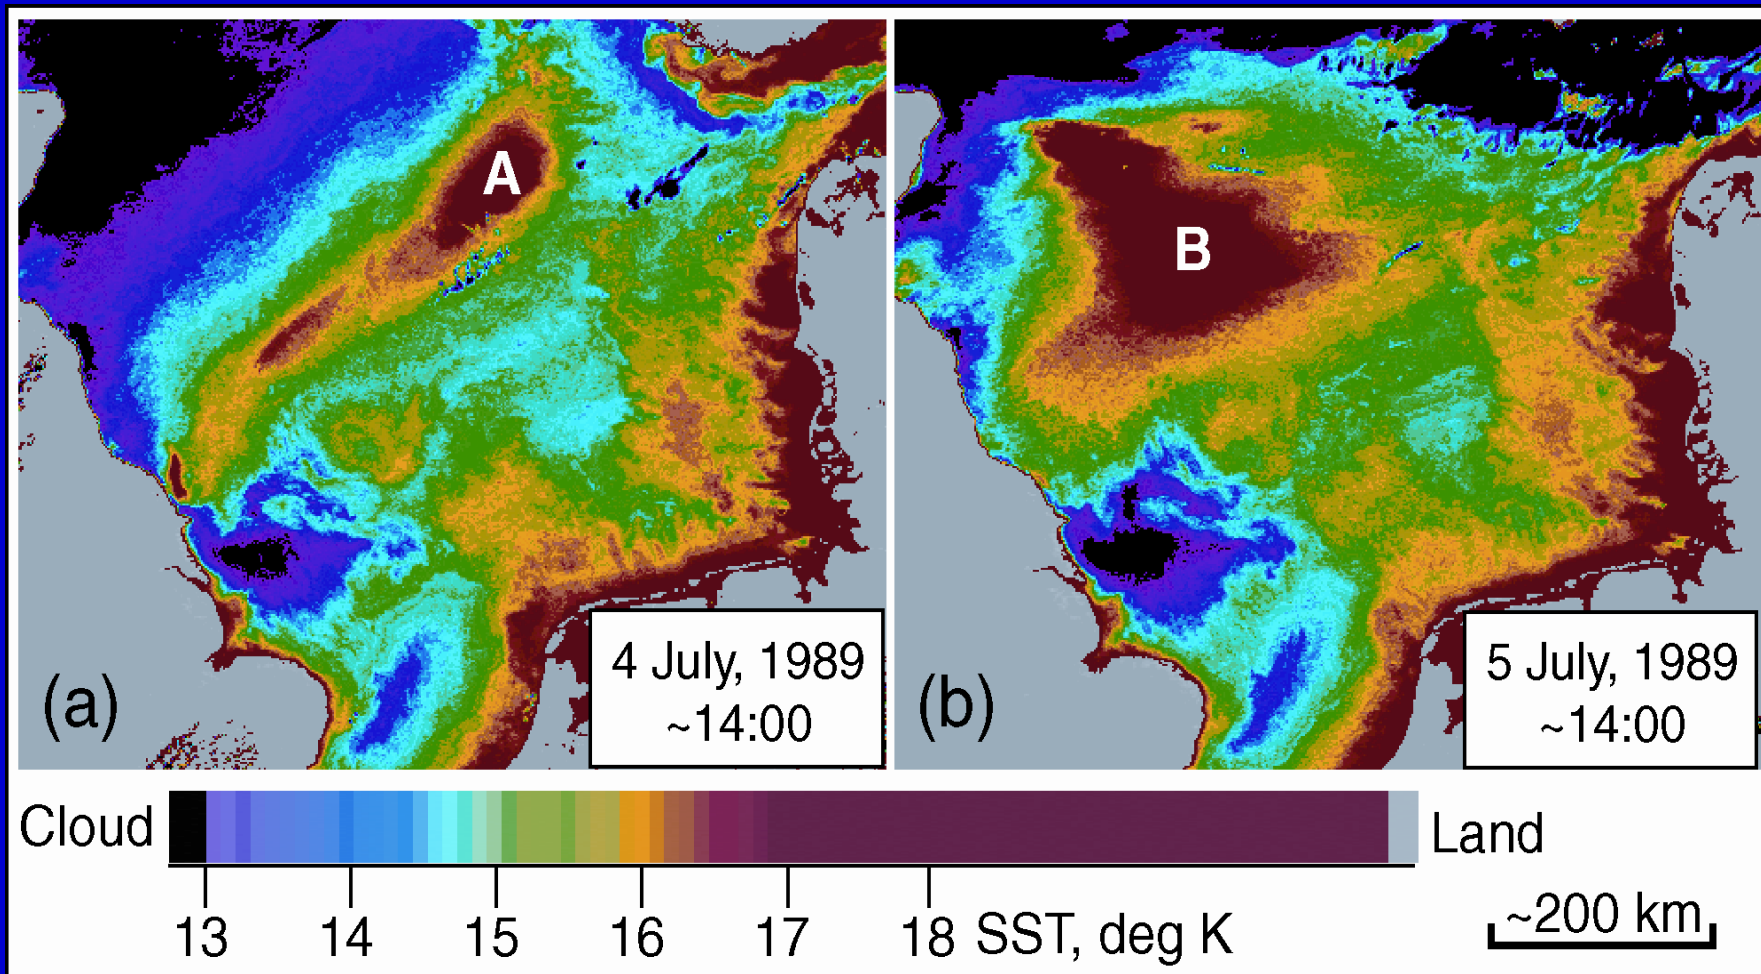 A
B
(a)
4 July, 1989
~14:00
(b)
5 July, 1989
~14:00
Cloud
Land
13 14 15 16 17 18 SST, deg K
~200 km